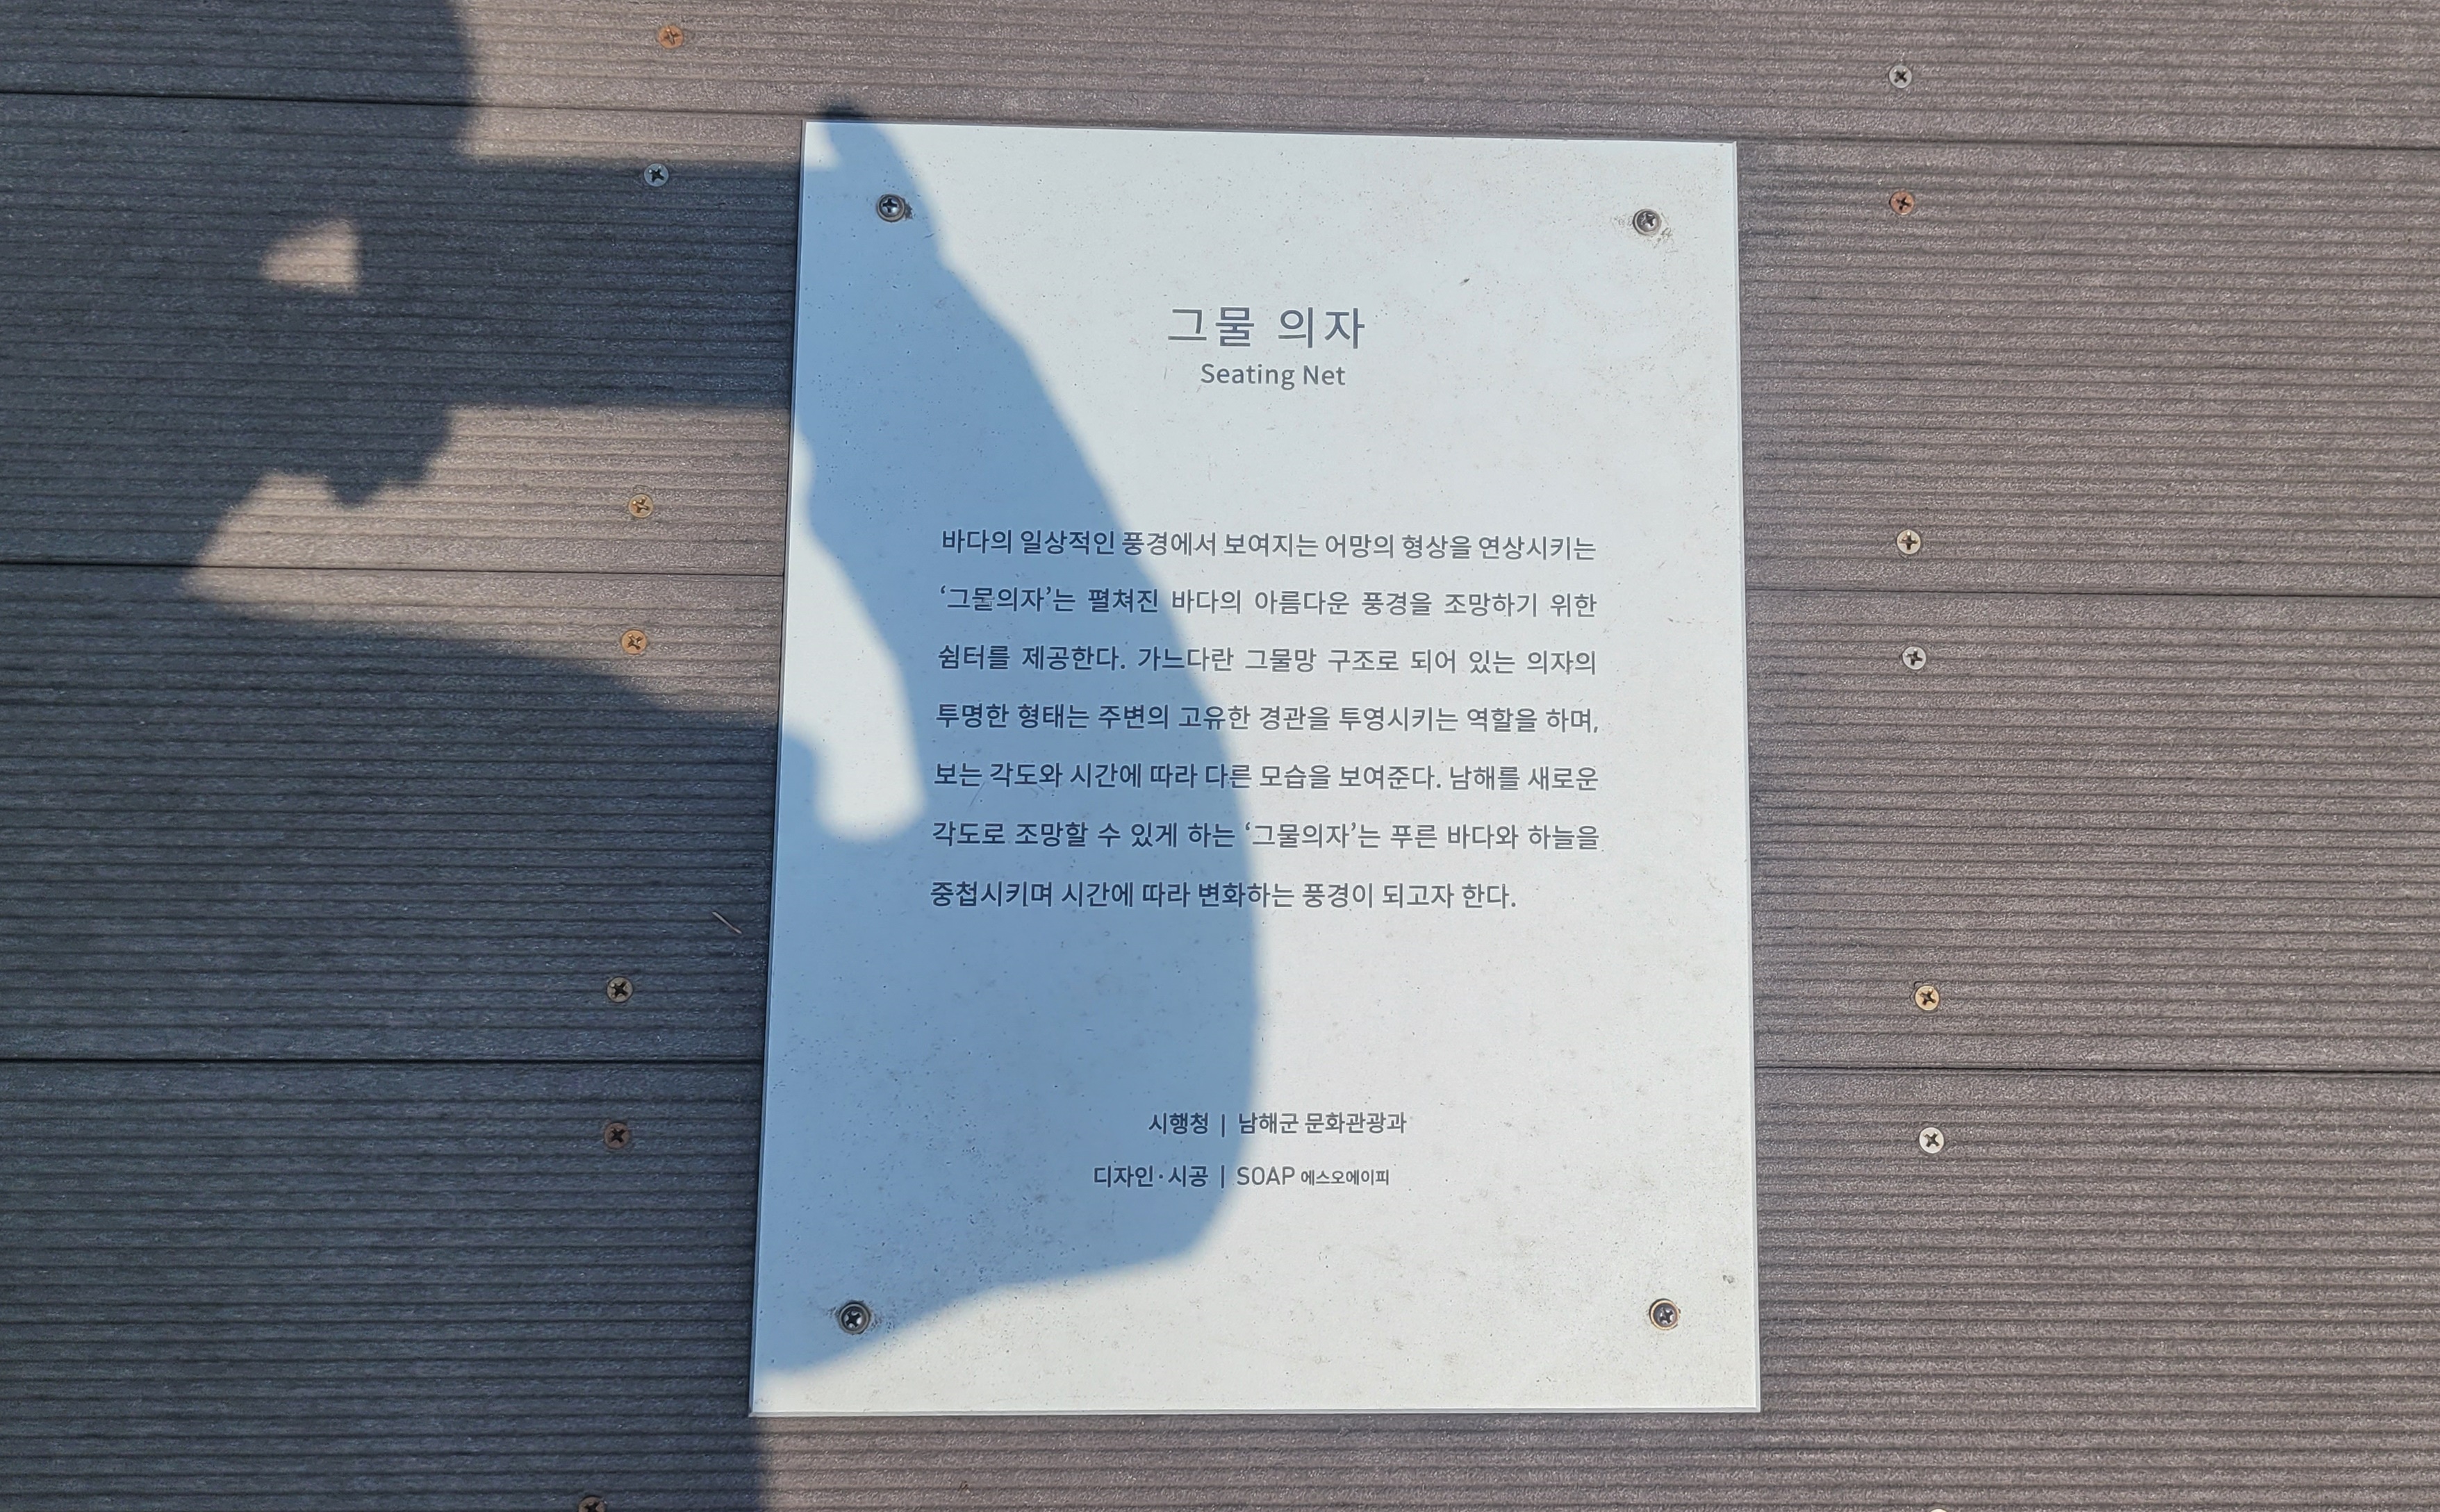 그물 의자
Seating Net
바다의 일상적인 풍경에서 보여지는 어망의 형상을 연상시키는
‘그물의자’는 펼쳐진 바다의 아름다운 풍경을 조망하기 위한
쉼터를 제공한다. 가느다란 그물망 구조로 되어 있는 의자의
투명한 형태는 주변의 고유한 경관을 투영시키는 역할을 하며,
보는 각도와 시간에 따라 다른 모습을 보여준다. 남해를 새로운
각도로 조망할 수 있게 하는 ‘그물의자’는 푸른 바다와 하늘을
중첩시키며 시간에 따라 변화하는 풍경이 되고자 한다.
시행청 | 남해군 문화관광과
디자인·시공 | SOAP 에스오에이피